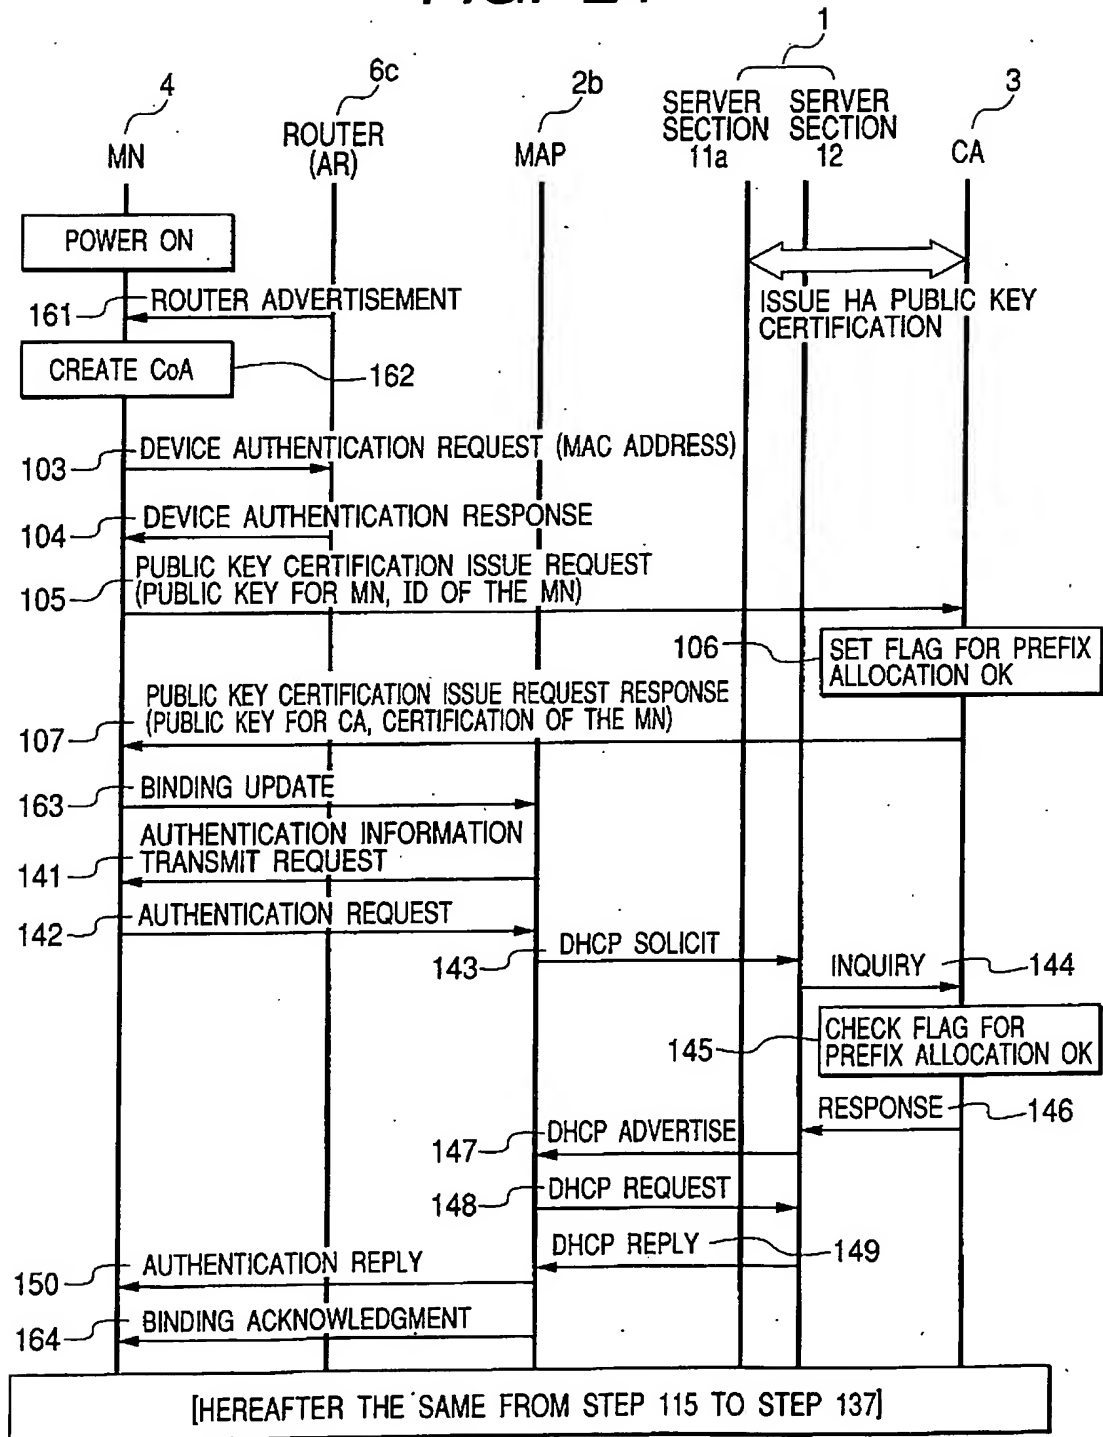 1
4
6c
2b
3
SERVER SECTION 11a
SERVER SECTION 12
ROUTER (AR)
MN
MAP
CA
POWER ON
161
ROUTER ADVERTISEMENT
ISSUE HA PUBLIC KEY
CERTIFICATION
CREATE CoA
162
DEVICE AUTHENTICATION REQUEST (MAC ADDRESS)
103
DEVICE AUTHENTICATION RESPONSE
104
PUBLIC KEY CERTIFICATION ISSUE REQUEST
(PUBLIC KEY FOR MN, ID OF THE MN)
105
106
SET FLAG FOR PREFIX
ALLOCATION OK
PUBLIC KEY CERTIFICATION ISSUE REQUEST RESPONSE
(PUBLIC KEY FOR CA, CERTIFICATION OF THE MN)
107
BINDING UPDATE
163
AUTHENTICATION INFORMATION
TRANSMIT REQUEST
141
AUTHENTICATION REQUEST
142
DHCP SOLICIT
143
INQUIRY
144
CHECK FLAG FOR
PREFIX ALLOCATION OK
145
RESPONSE
146
DHCP ADVERTISE
147
DHCP REQUEST
148
DHCP REPLY
149
AUTHENTICATION REPLY
150
BINDING ACKNOWLEDGMENT
164
[HEREAFTER THE SAME FROM STEP 115 TO STEP 137]